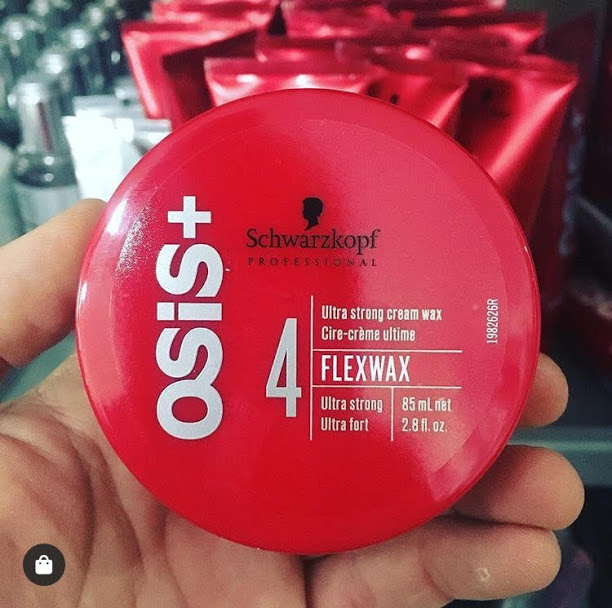 OSiS+
Schwarzkopf
PROFESSIONAL
4
Ultra strong cream wax
Cire-crème ultime
FLEXWAX
Ultra strong
Ultra fort
85 mL net
2.8 fl. oz.
1982626R